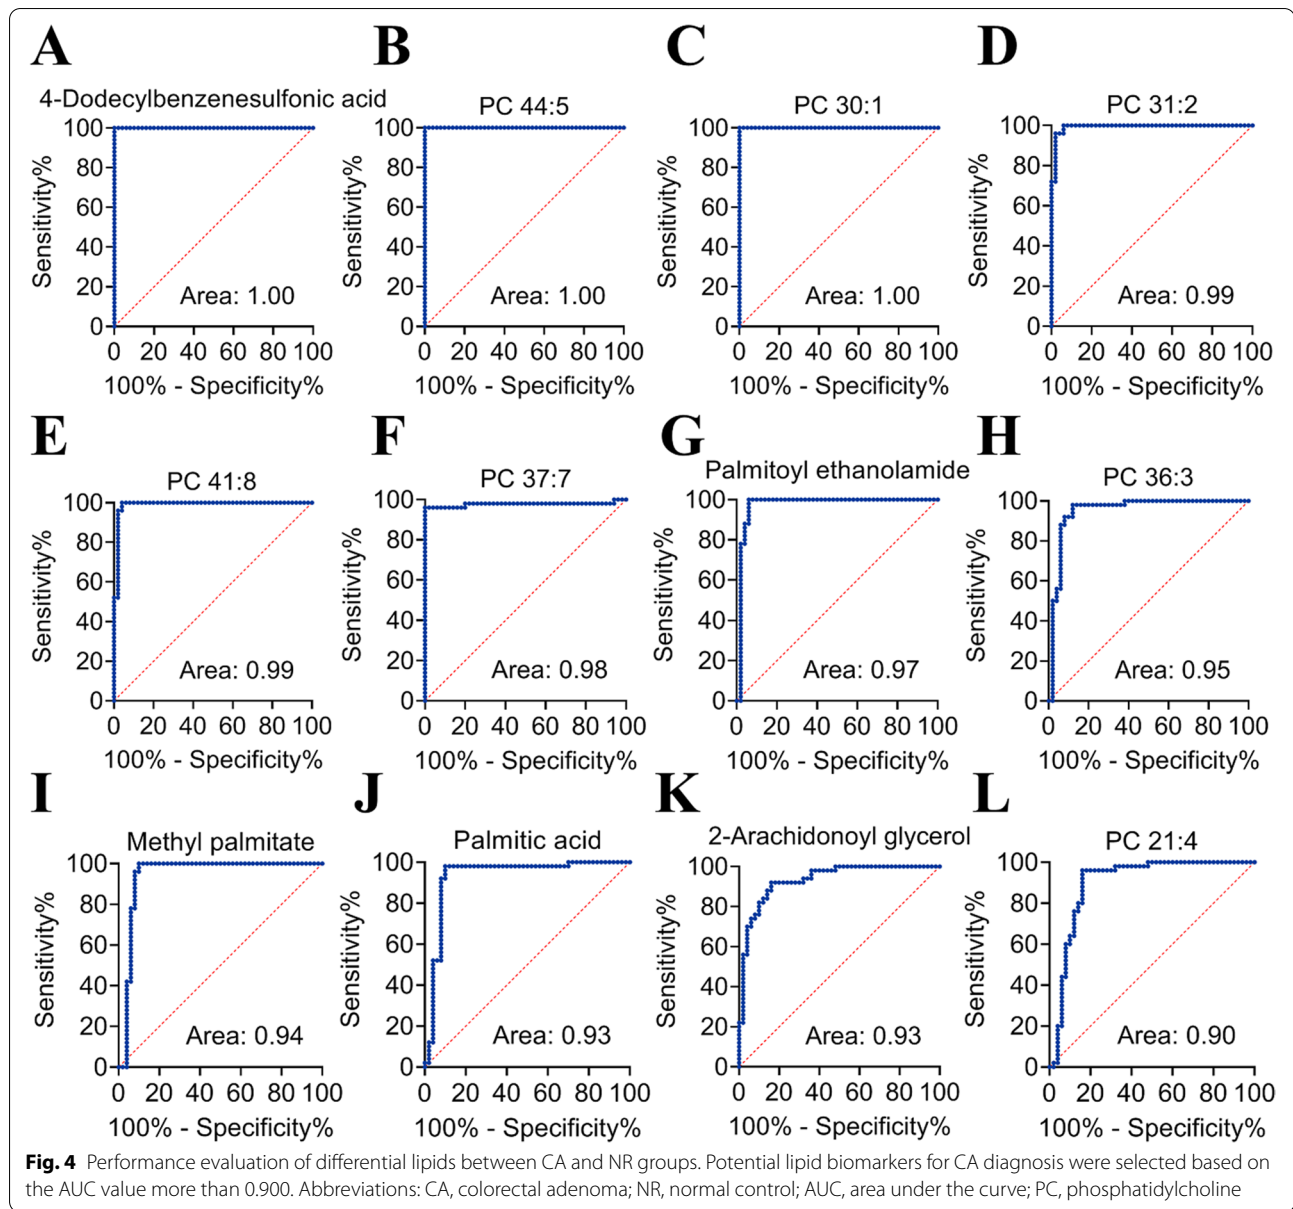 A
B
C
D
4-Dodecylbenzenesulfonic acid
PC 44:5
PC 30:1
PC 31:2
100
80
60
40
20
0
Sensitivity%
Area: 1.00
0 20 40 60 80 100
100% - Specificity%
100
80
60
40
20
0
Sensitivity%
Area: 1.00
0 20 40 60 80 100
100% - Specificity%
100
80
60
40
20
0
Sensitivity%
Area: 1.00
0 20 40 60 80 100
100% - Specificity%
100
80
60
40
20
0
Sensitivity%
Area: 0.99
0 20 40 60 80 100
100% - Specificity%
E
F
G
H
PC 41:8
PC 37:7
Palmitoyl ethanolamide
PC 36:3
100
80
60
40
20
0
Sensitivity%
Area: 0.99
0 20 40 60 80 100
100% - Specificity%
100
80
60
40
20
0
Sensitivity%
Area: 0.98
0 20 40 60 80 100
100% - Specificity%
100
80
60
40
20
0
Sensitivity%
Area: 0.97
0 20 40 60 80 100
100% - Specificity%
100
80
60
40
20
0
Sensitivity%
Area: 0.95
0 20 40 60 80 100
100% - Specificity%
I
J
K
L
Methyl palmitate
Palmitic acid
2-Arachidonoyl glycerol
PC 21:4
100
80
60
40
20
0
Sensitivity%
Area: 0.94
0 20 40 60 80 100
100% - Specificity%
100
80
60
40
20
0
Sensitivity%
Area: 0.93
0 20 40 60 80 100
100% - Specificity%
100
80
60
40
20
0
Sensitivity%
Area: 0.93
0 20 40 60 80 100
100% - Specificity%
100
80
60
40
20
0
Sensitivity%
Area: 0.90
0 20 40 60 80 100
100% - Specificity%
Fig. 4 Performance evaluation of differential lipids between CA and NR groups. Potential lipid biomarkers for CA diagnosis were selected based on
the AUC value more than 0.900. Abbreviations: CA, colorectal adenoma; NR, normal control; AUC, area under the curve; PC, phosphatidylcholine